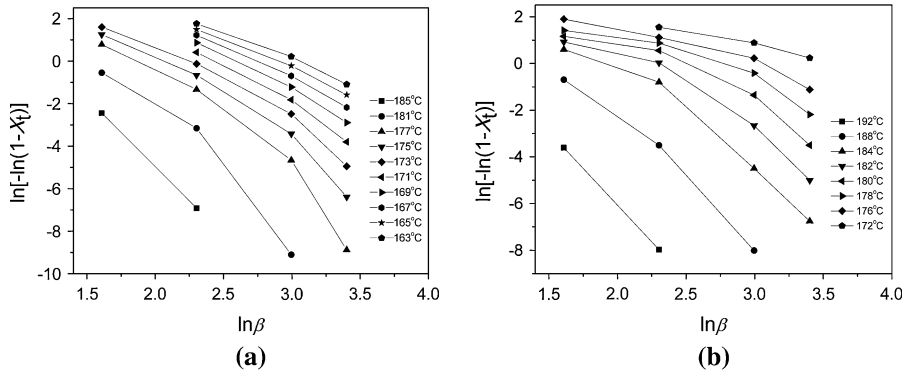 2
0
-2
-4
-6
-8
-10
ln[-ln(1-Xt)]
185°C
181°C
177°C
175°C
173°C
171°C
169°C
167°C
165°C
163°C
1.5 2.0 2.5 3.0 3.5 4.0
lnβ
(a)
2
0
-2
-4
-6
-8
ln[-ln(1-Xt)]
192°C
188°C
184°C
182°C
180°C
178°C
176°C
172°C
1.5 2.0 2.5 3.0 3.5 4.0
lnβ
(b)